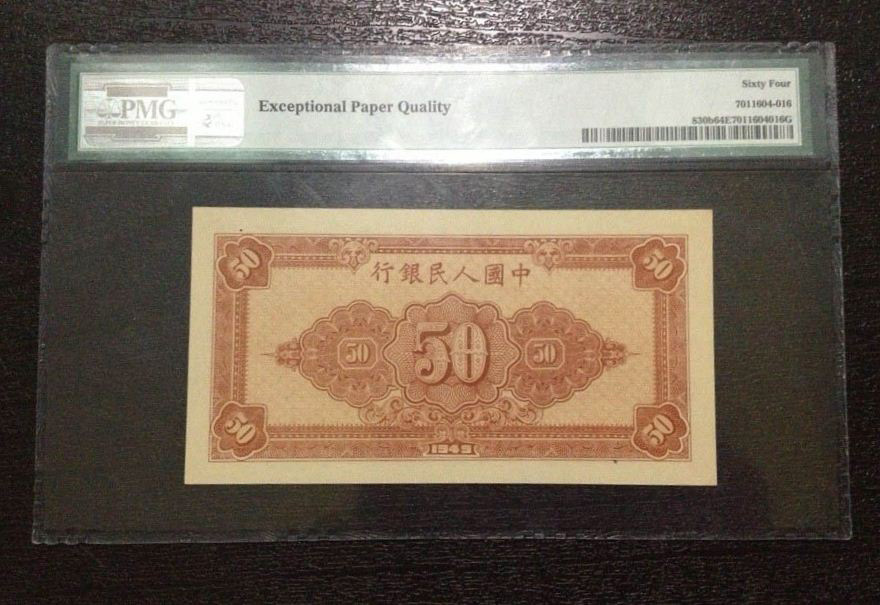 PMG
Exceptional Paper Quality
Sixty Four
7011604-016
830b64E7011604016G
50
50
行銀民人國中
50
50
50
50
50
1949